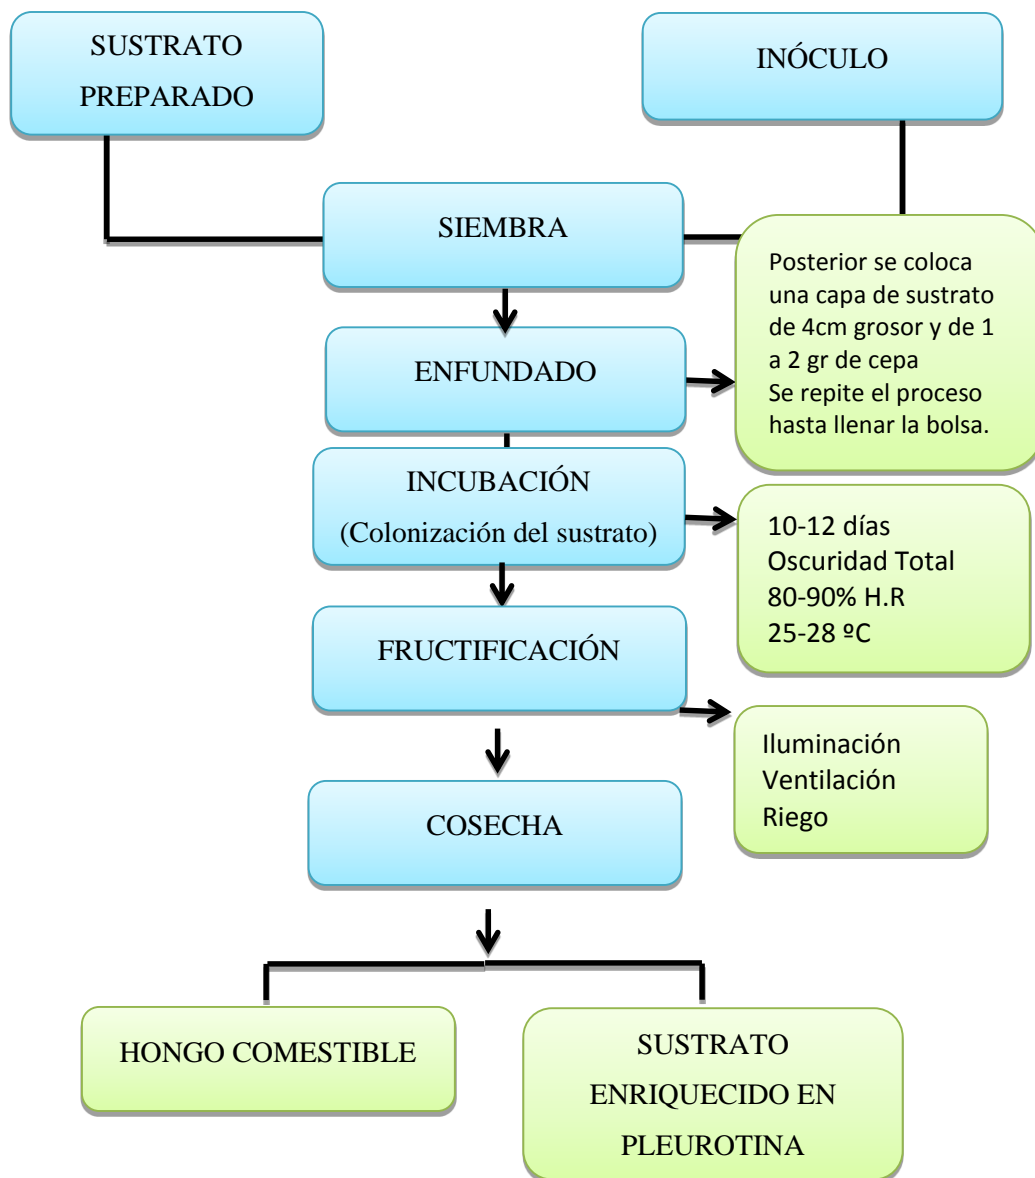 SUSTRATO
PREPARADO
INÓCULO
SIEMBRA
Posterior se coloca
una capa de sustrato
de 4cm grosor y de 1
a 2 gr de cepa
Se repite el proceso
hasta llenar la bolsa.
ENFUNDADO
INCUBACIÓN
(Colonización del sustrato)
10-12 días
Oscuridad Total
80-90% H.R
25-28 ºC
FRUCTIFICACIÓN
Iluminación
Ventilación
Riego
COSECHA
HONGO COMESTIBLE
SUSTRATO
ENRIQUECIDO EN
PLEUROTINA